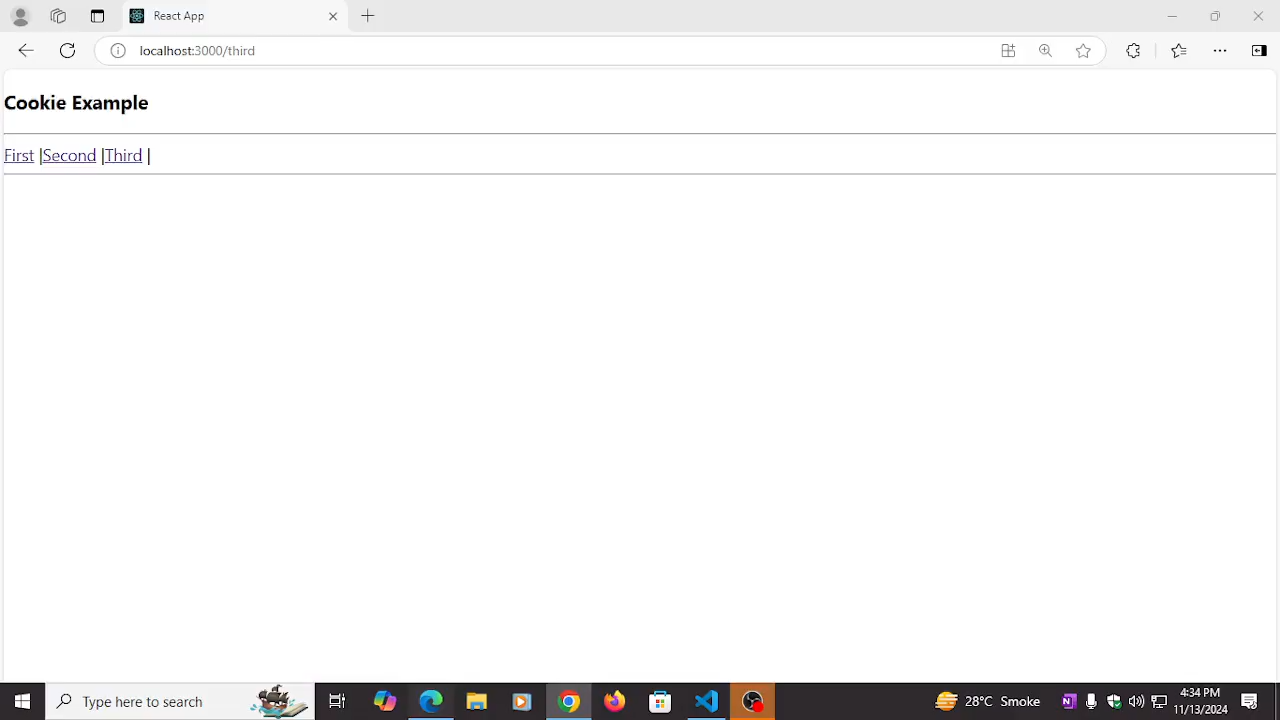 React App
localhost:3000/third
Cookie Example
First |Second |Third |
Type here to search
28°C Smoke
4:34 PM
11/13/2024